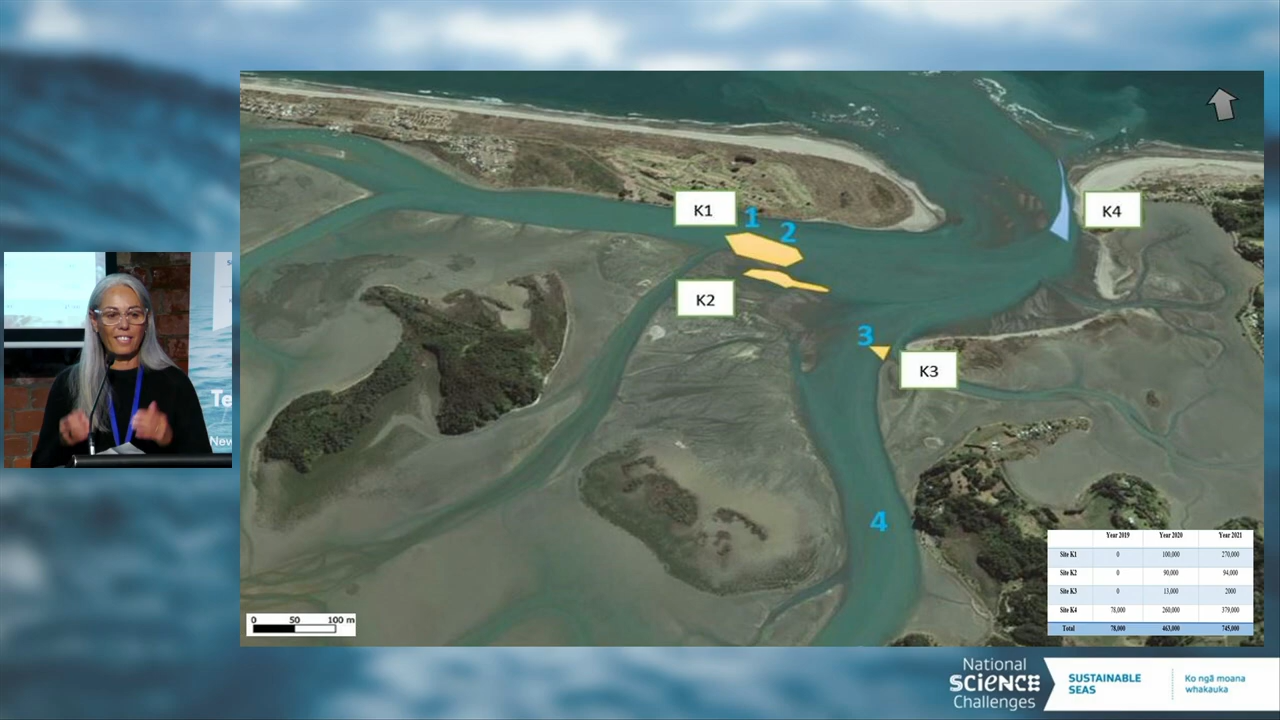 K1
1
2
K4
K2
3
K3
4
Year 2019 Year 2020 Year 2021
Site K1 0 100,000 270,000
Site K2 0 90,000 94,000
Site K3 0 13,000 2000
Site K4 78,000 260,000 379,000
Total 78,000 463,000 745,000
0 50 100 m
Te
New
National
SCIENCE
Challenges
SUSTAINABLE
SEAS
Ko ngā moana
whakauka